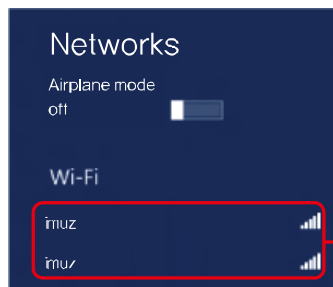 Networks
Airplane mode
off
Wi-Fi
imuz
imuz